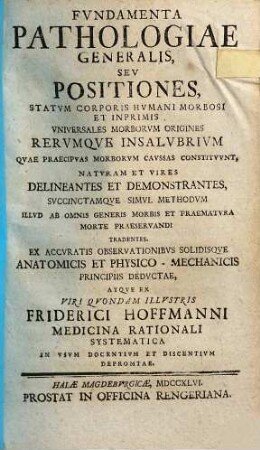 FVNDAMENTA
PATHOLOGIAE
GENERALIS,
SEV
POSITIONES,
STATVM CORPORIS HVMANI MORBOSI
ET INPRIMIS
VNIVERSALES MORBORVM ORIGINES
RERVMQVE INSALVBRIVM
QVAE PRAECIPVAS MORBORVM CAVSSAS CONSTITVVNT,
NATVRAM ET VIRES
DELINEANTES ET DEMONSTRANTES,
SVCCINCTAMQVE SIMVL METHODVM
ILLVD AB OMNIS GENERIS MORBIS ET PRAEMATVRA
MORTE PRAESERVANDI
TRADENTES.
EX ACCVRATIS OBSERVATIONIBVS SOLIDISQVE
ANATOMICIS ET PHYSICO - MECHANICIS
PRINCIPIIS DEDVCTAE,
ATQVE EX
VIRI QVONDAM ILLVSTRIS
FRIDERICI HOFFMANNI
MEDICINA RATIONALI
SYSTEMATICA
IN VSVM DOCENTIVM ET DISCENTIVM
DEPROMTAE.
HALAE MAGDEBVRGICAE, MDCCXLVI.
PROSTAT IN OFFICINA RENGERIANA.